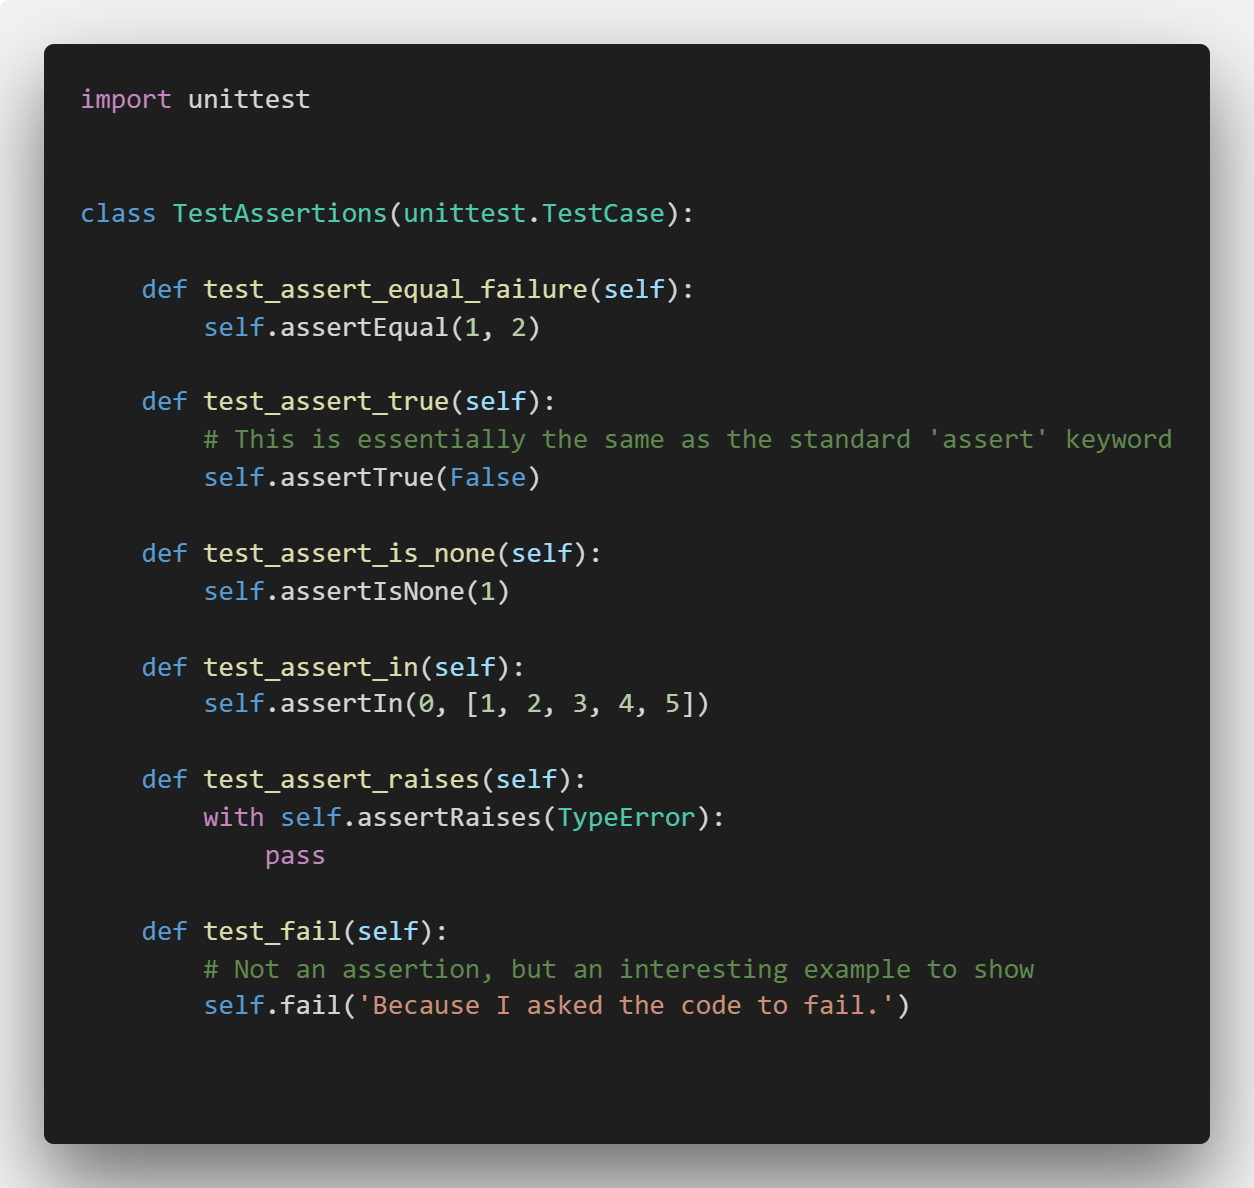 import unittest
class TestAssertions(unittest.TestCase):
    def test_assert_equal_failure(self):
        self.assertEqual(1, 2)
    def test_assert_true(self):
        # This is essentially the same as the standard 'assert' keyword
        self.assertTrue(False)
    def test_assert_is_none(self):
        self.assertIsNone(1)
    def test_assert_in(self):
        self.assertIn(0, [1, 2, 3, 4, 5])
    def test_assert_raises(self):
        with self.assertRaises(TypeError):
            pass
    def test_fail(self):
        # Not an assertion, but an interesting example to show
        self.fail('Because I asked the code to fail.')